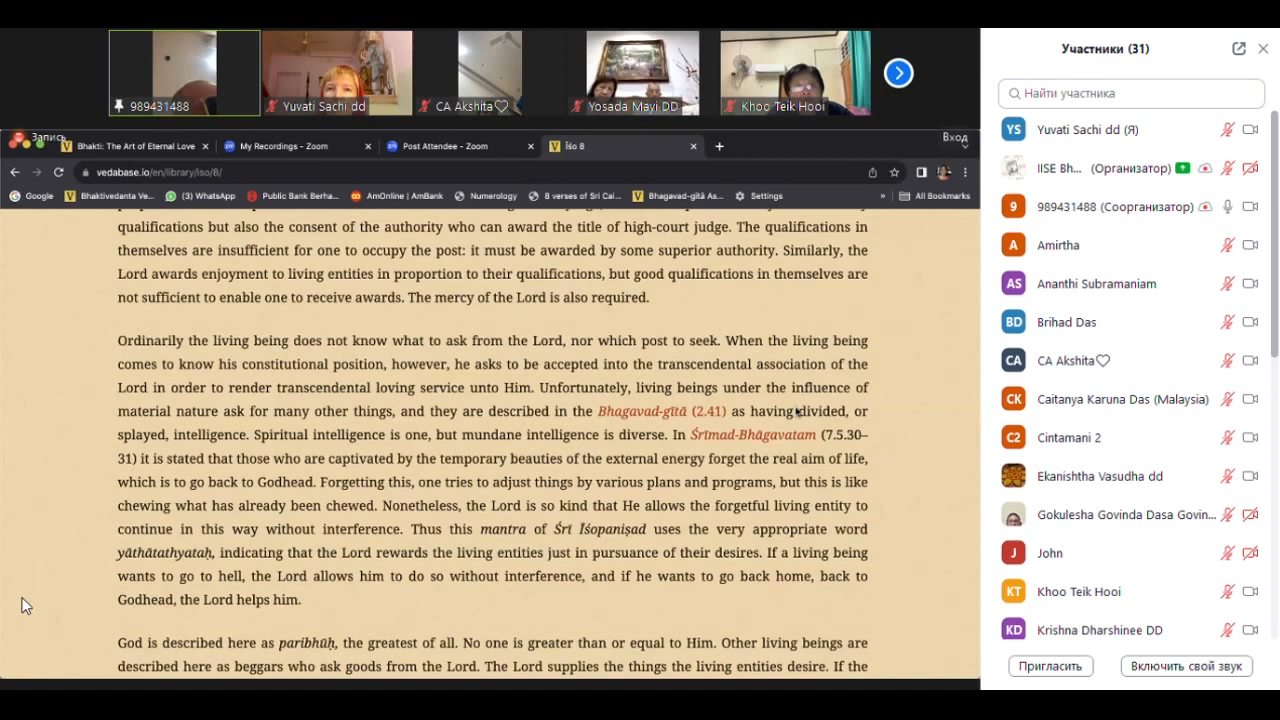 Участники (31)
989431488
Yuvati Sachi dd
CA Akshita♡
Yosada Mayi DD
Khoo Teik Hooi
Найти участника
Запись
Bhakti: The Art of Eternal Love
My Recordings - Zoom
Post Attendee - Zoom
Īśo 8
Вход
vedabase.io/en/library/iso/8/
Google
Bhaktivedanta Ve...
(3) WhatsApp
Public Bank Berha...
AmOnline | AmBank
Numerology
8 verses of Sri Cai...
Bhagavad-gītā As...
Settings
»
All Bookmarks
qualifications but also the consent of the authority who can award the title of high-court judge. The qualifications in
themselves are insufficient for one to occupy the post: it must be awarded by some superior authority. Similarly, the
Lord awards enjoyment to living entities in proportion to their qualifications, but good qualifications in themselves are
not sufficient to enable one to receive awards. The mercy of the Lord is also required.
Ordinarily the living being does not know what to ask from the Lord, nor which post to seek. When the living being
comes to know his constitutional position, however, he asks to be accepted into the transcendental association of the
Lord in order to render transcendental loving service unto Him. Unfortunately, living beings under the influence of
material nature ask for many other things, and they are described in the Bhagavad-gītā (2.41) as having divided, or
splayed, intelligence. Spiritual intelligence is one, but mundane intelligence is diverse. In Śrīmad-Bhāgavatam (7.5.30–
31) it is stated that those who are captivated by the temporary beauties of the external energy forget the real aim of life,
which is to go back to Godhead. Forgetting this, one tries to adjust things by various plans and programs, but this is like
chewing what has already been chewed. Nonetheless, the Lord is so kind that He allows the forgetful living entity to
continue in this way without interference. Thus this mantra of Śrī Īśopaniṣad uses the very appropriate word
yāthātathyataḥ, indicating that the Lord rewards the living entities just in pursuance of their desires. If a living being
wants to go to hell, the Lord allows him to do so without interference, and if he wants to go back home, back to
Godhead, the Lord helps him.
God is described here as paribhūḥ, the greatest of all. No one is greater than or equal to Him. Other living beings are
described here as beggars who ask goods from the Lord. The Lord supplies the things the living entities desire. If the
YS Yuvati Sachi dd (Я)
IISE Bh... (Организатор)
9 989431488 (Соорганизатор)
A Amirtha
AS Ananthi Subramaniam
BD Brihad Das
CA CA Akshita♡
CK Caitanya Karuna Das (Malaysia)
C2 Cintamani 2
Ekanishtha Vasudha dd
Gokulesha Govinda Dasa Govin...
J John
KT Khoo Teik Hooi
KD Krishna Dharshinee DD
Пригласить
Включить свой звук